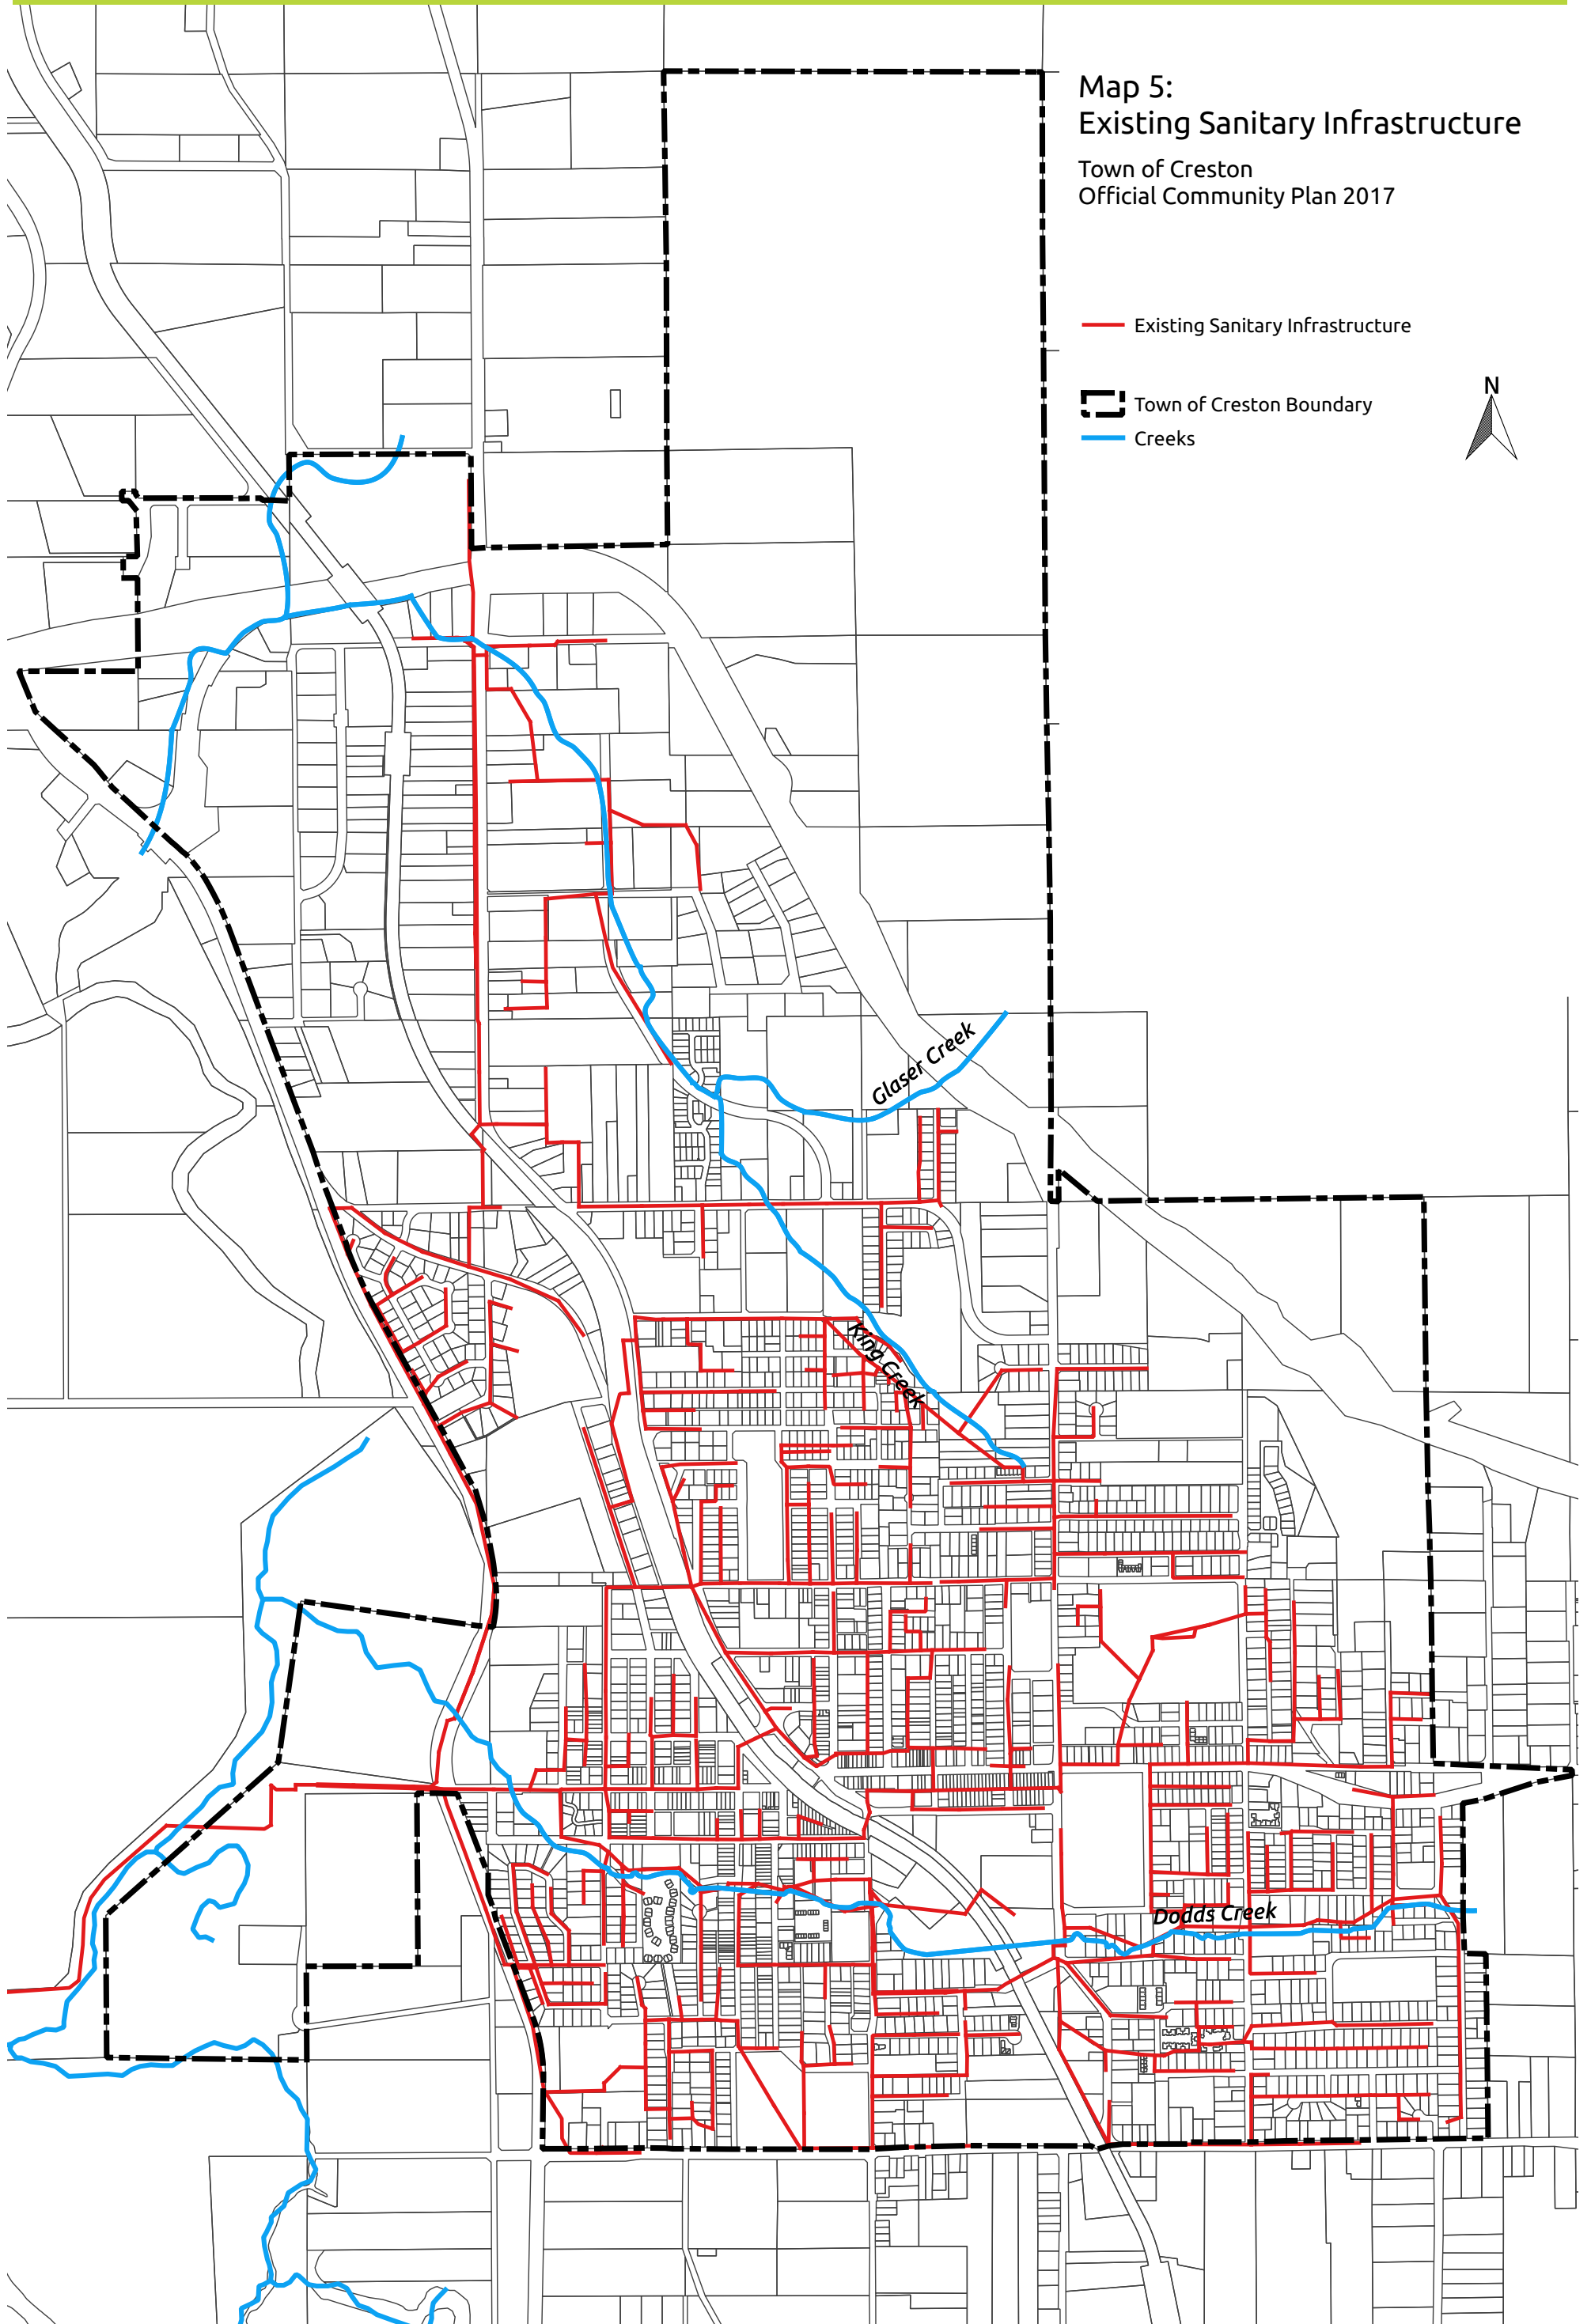 Map 5:
Existing Sanitary Infrastructure
Town of Creston
Official Community Plan 2017
Existing Sanitary Infrastructure
N
Town of Creston Boundary
Creeks
Glaser Creek
King Creek
Dodds Creek